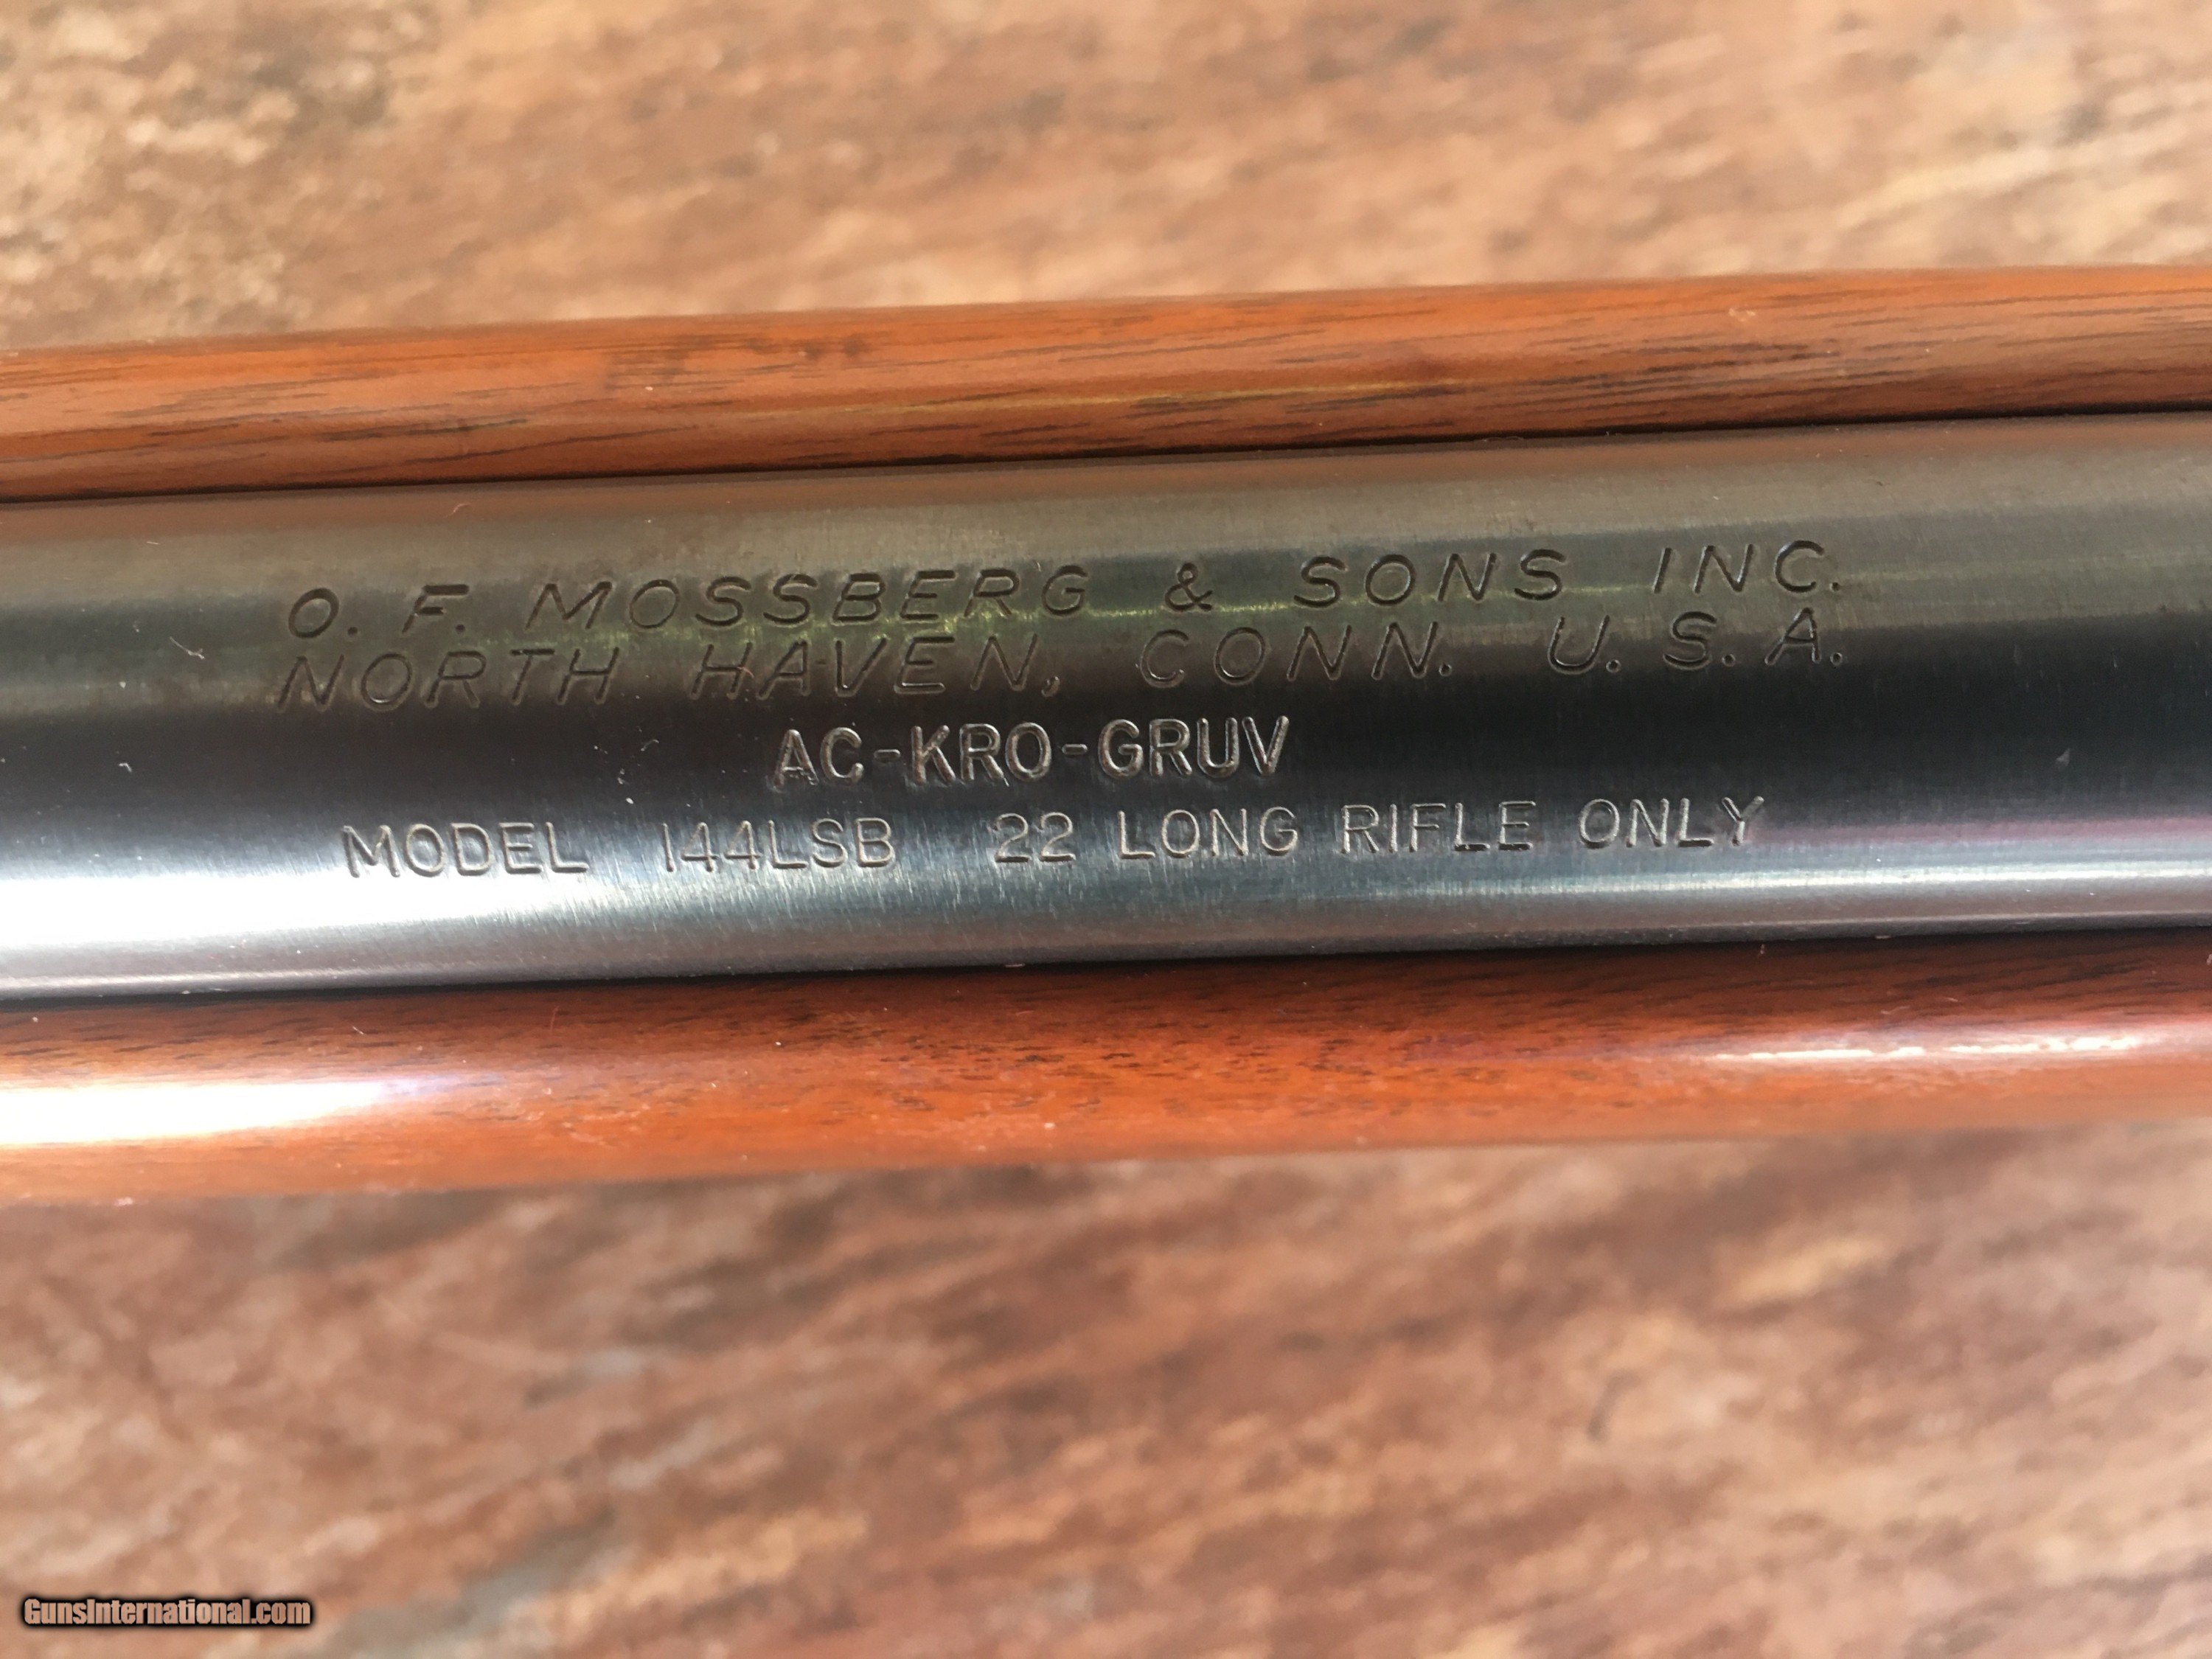 O. F. MOSSBERG & SONS INC.
NORTH HAVEN, CONN. U.S.A.
AC-KRO-GRUV
MODEL 144LSB 22 LONG RIFLE ONLY
GunsInternational.com